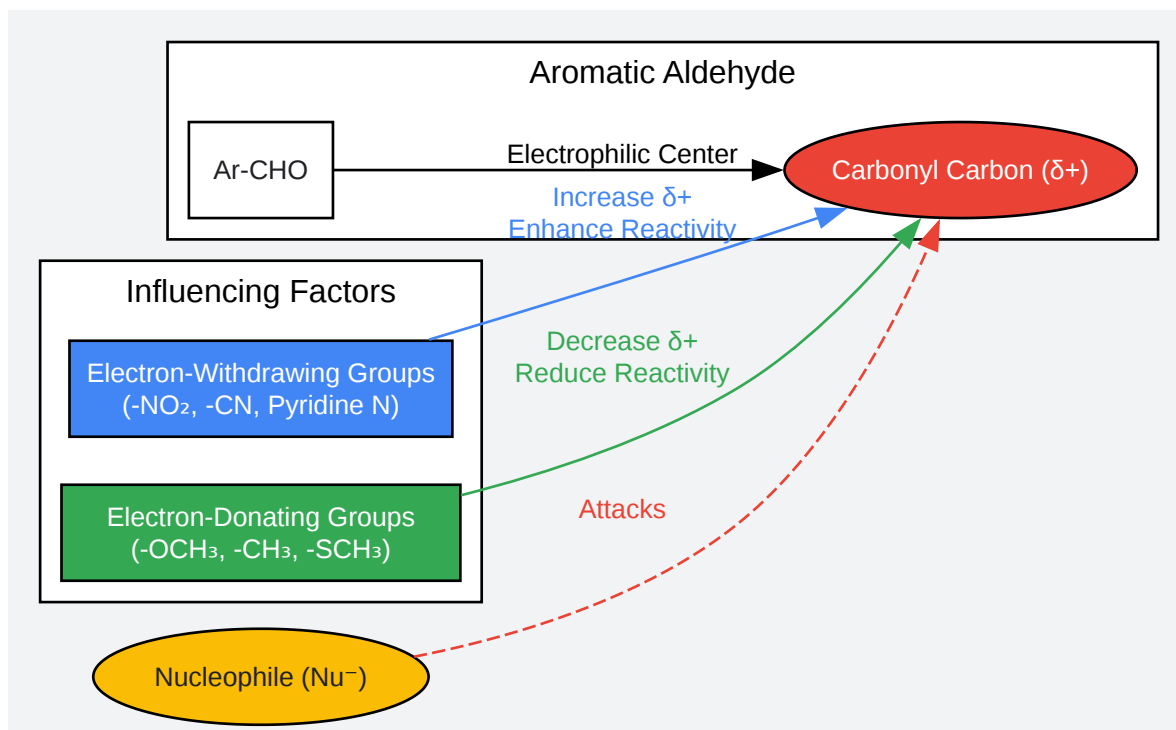 Aromatic Aldehyde
Ar-CHO
Electrophilic Center
Carbonyl Carbon (δ+)
Increase δ+
Enhance Reactivity
Influencing Factors
Electron-Withdrawing Groups
(-NO₂, -CN, Pyridine N)
Decrease δ+
Reduce Reactivity
Electron-Donating Groups
(-OCH₃, -CH₃, -SCH₃)
Attacks
Nucleophile (Nu⁻)